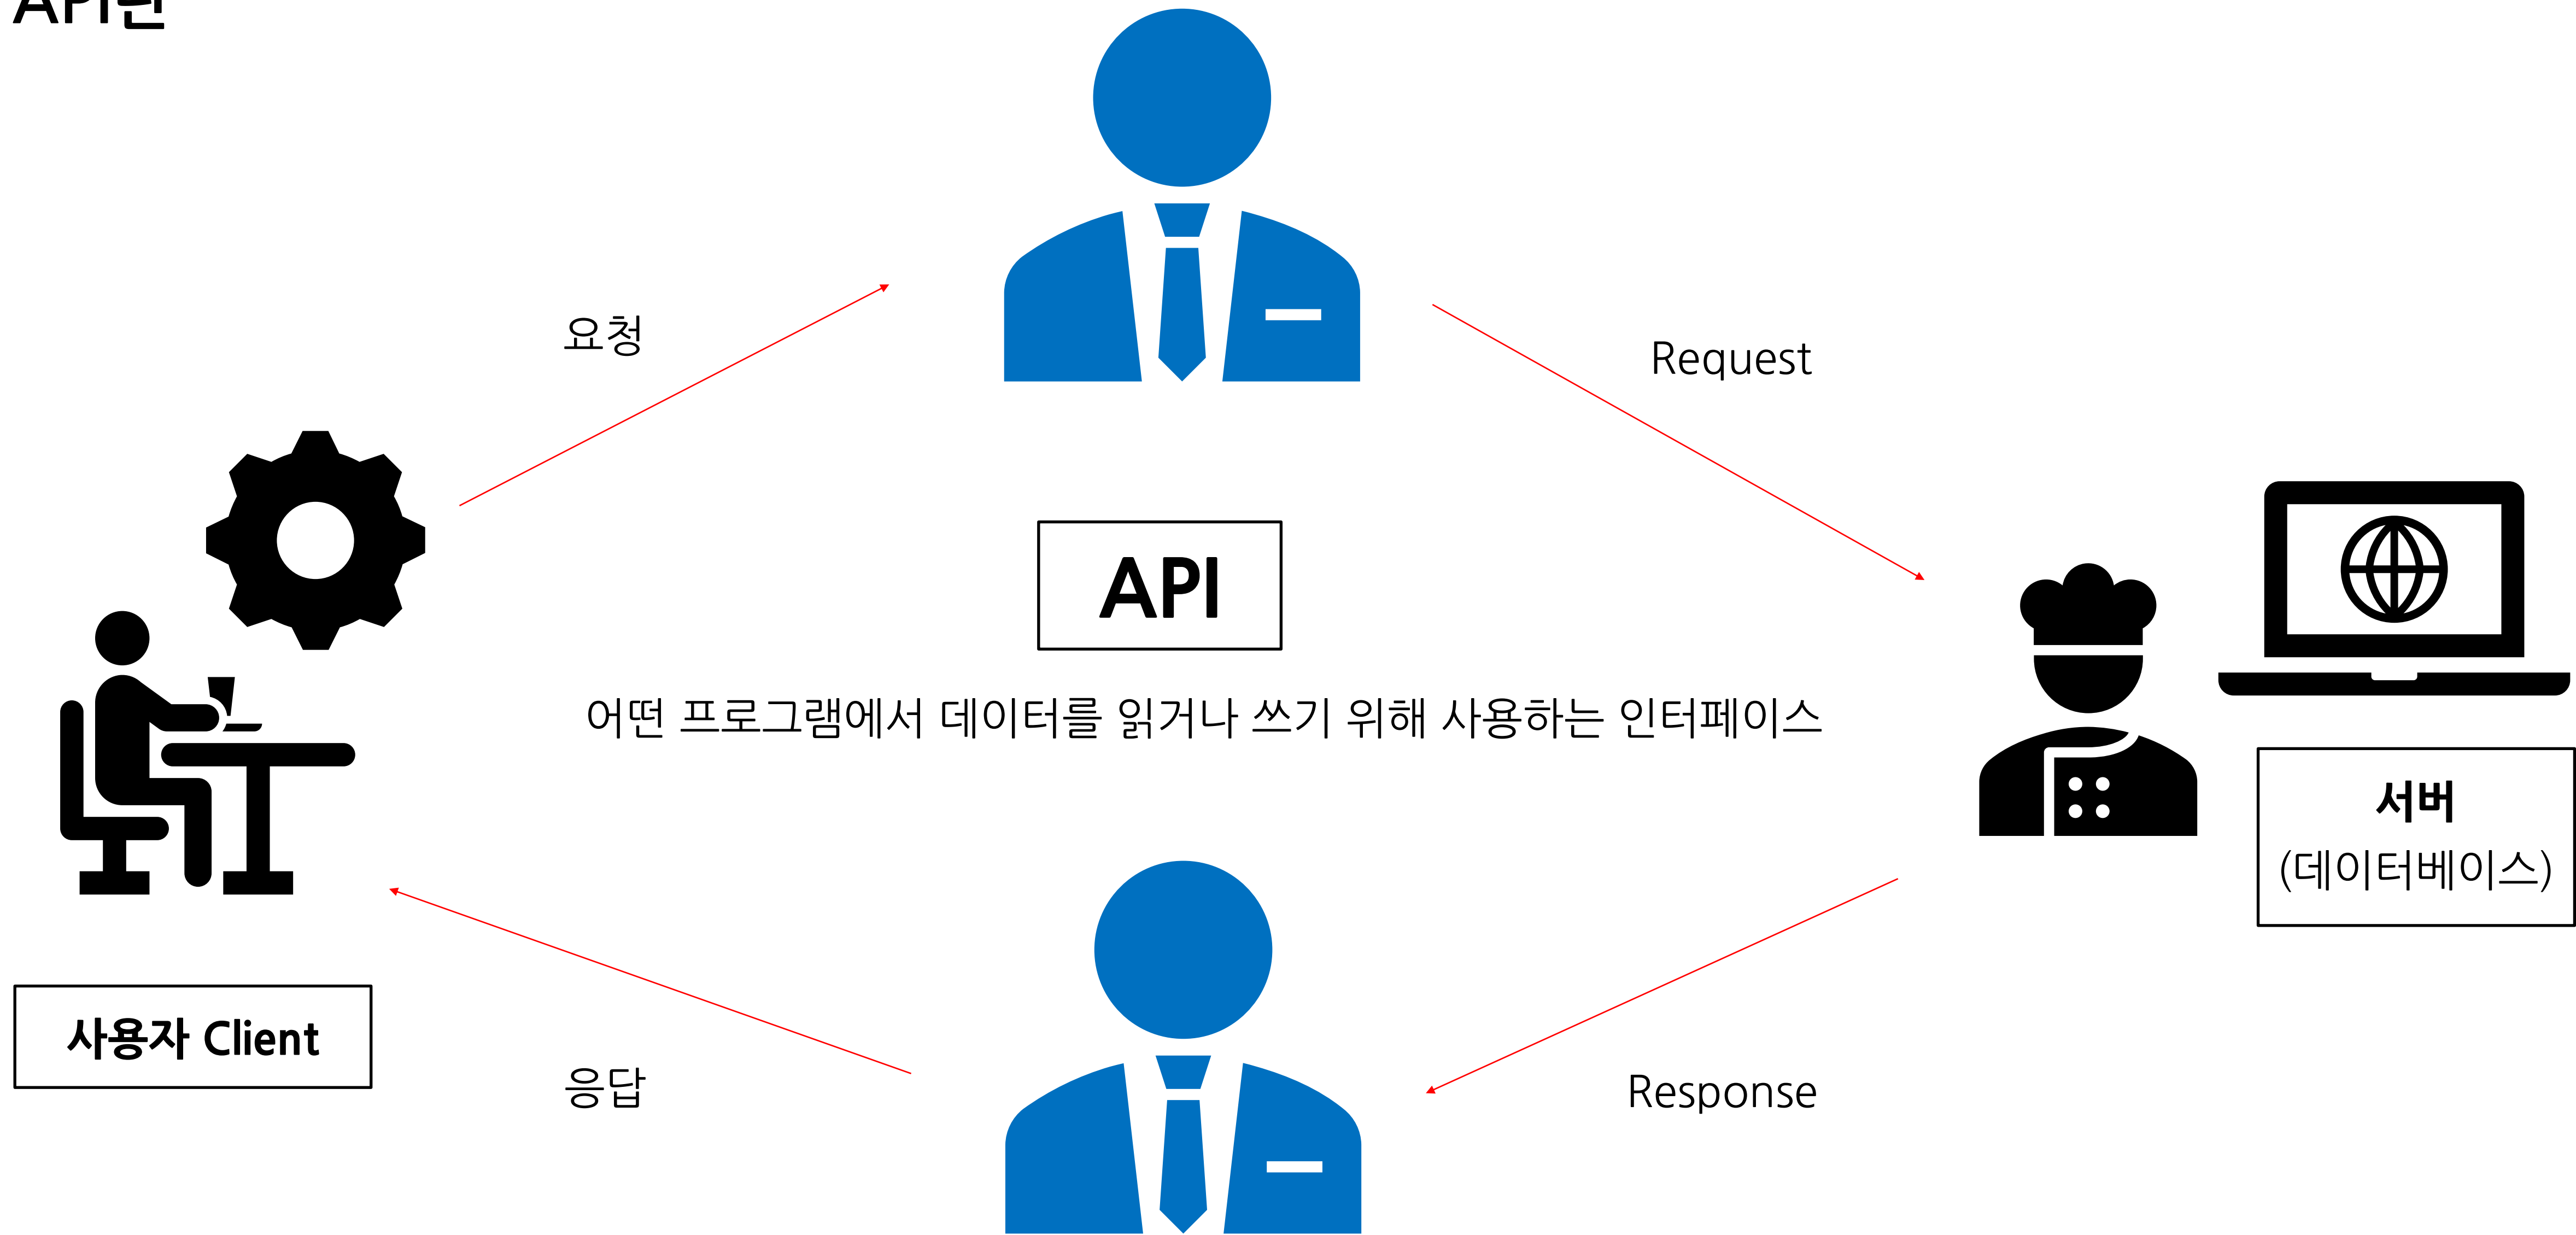 API란
요청
Request
API
어떤 프로그램에서 데이터를 읽거나 쓰기 위해 사용하는 인터페이스
서버
(데이터베이스)
사용자 Client
응답
Response